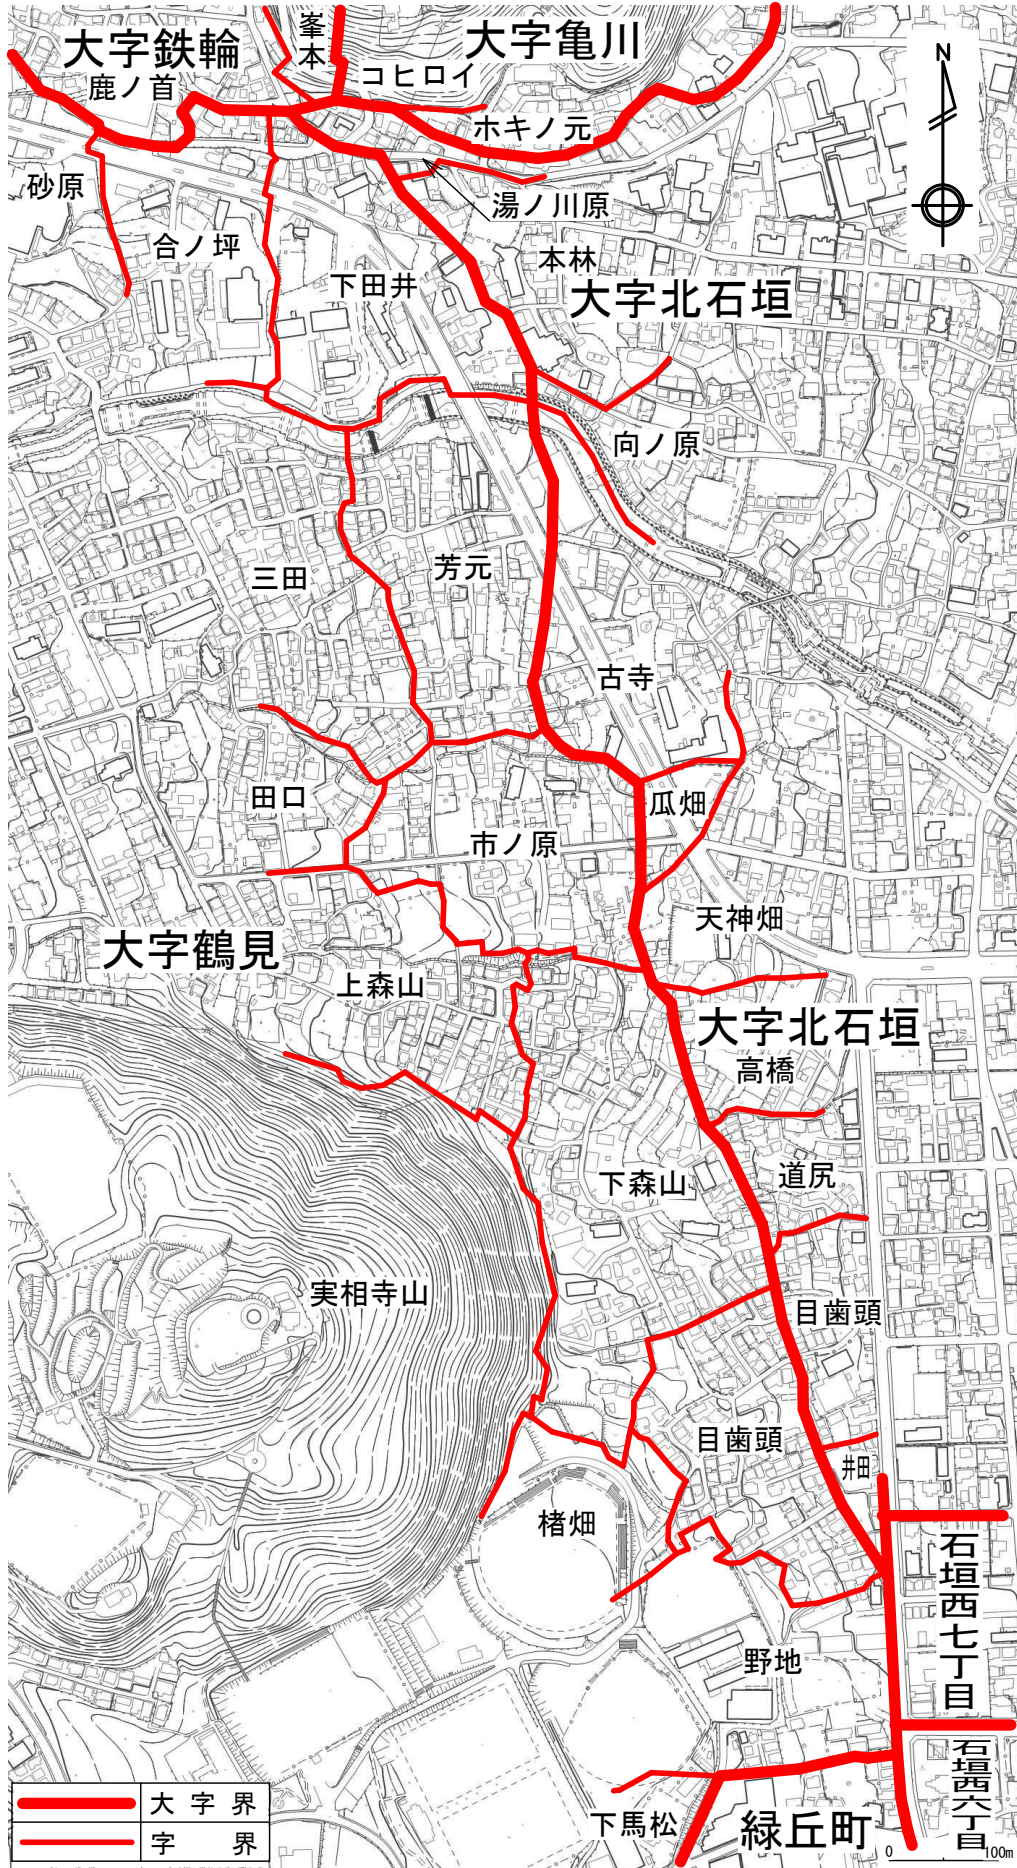 峯本
大字鉄輪
大字亀川
鹿ノ首
コヒロイ
N
ホキノ元
砂原
湯ノ川原
合ノ坪
本林
下田井
大字北石垣
向ノ原
三田
芳元
古寺
田口
瓜畑
市ノ原
天神畑
大字鶴見
上森山
大字北石垣
高橋
下森山
道尻
実相寺山
目歯頭
目歯頭
井田
楮畑
石垣西七丁目
野地
石垣西六丁目
大字界
字界
下馬松
緑丘町
0 100m